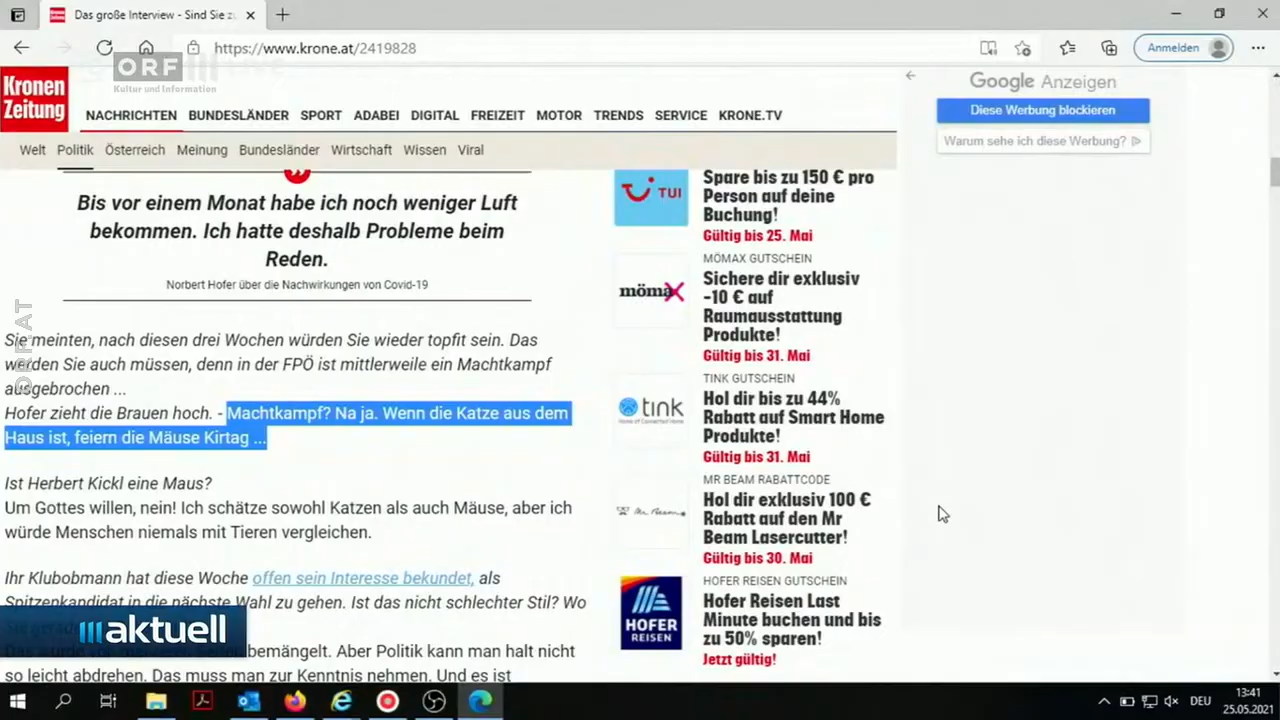 Das große Interview - Sind Sie zu
https://www.krone.at/2419828
Anmelden
ORF III LIVE
Kultur und Information
Kronen
Zeitung
NACHRICHTEN BUNDESLÄNDER SPORT ADABEI DIGITAL FREIZEIT MOTOR TRENDS SERVICE KRONE.TV
Welt Politik Österreich Meinung Bundesländer Wirtschaft Wissen Viral
Google Anzeigen
Diese Werbung blockieren
Warum sehe ich diese Werbung?
Bis vor einem Monat habe ich noch weniger Luft
bekommen. Ich hatte deshalb Probleme beim
Reden.
Norbert Hofer über die Nachwirkungen von Covid-19
Sie meinten, nach diesen drei Wochen würden Sie wieder topfit sein. Das
werden Sie auch müssen, denn in der FPÖ ist mittlerweile ein Machtkampf
ausgebrochen ...
Hofer zieht die Brauen hoch. - Machtkampf? Na ja. Wenn die Katze aus dem
Haus ist, feiern die Mäuse Kirtag ...
Ist Herbert Kickl eine Maus?
Um Gottes willen, nein! Ich schätze sowohl Katzen als auch Mäuse, aber ich
würde Menschen niemals mit Tieren vergleichen.
Ihr Klubobmann hat diese Woche offen sein Interesse bekundet, als
Spitzenkandidat in die nächste Wahl zu gehen. Ist das nicht schlechter Stil? Wo
bemängelt. Aber Politik kann man halt nicht
so leicht abdrehen. Das muss man zur Kenntnis nehmen. Und es ist
TUI
Spare bis zu 150 € pro
Person auf deine
Buchung!
Gültig bis 25. Mai
mömax
MÖMAX GUTSCHEIN
Sichere dir exklusiv
-10 € auf
Raumausstattung
Produkte!
Gültig bis 31. Mai
tink
Home of Connected Home
TINK GUTSCHEIN
Hol dir bis zu 44%
Rabatt auf Smart Home
Produkte!
Gültig bis 31. Mai
Mr Beam
MR BEAM RABATTCODE
Hol dir exklusiv 100 €
Rabatt auf den Mr
Beam Lasercutter!
Gültig bis 30. Mai
HOFER
REISEN
HOFER REISEN GUTSCHEIN
Hofer Reisen Last
Minute buchen und bis
zu 50% sparen!
Jetzt gültig!
ORF.AT
III aktuell
DEU
13:41
25.05.2021